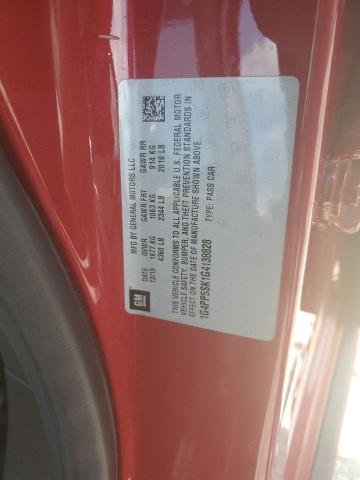 GM
MFD BY GENERAL MOTORS LLC
DATE GVWR GAWR FRT GAWR RR
12/15 1977 KG 1063 KG 914 KG
4360 LB 2344 LB 2016 LB
THIS VEHICLE CONFORMS TO ALL APPLICABLE U.S. FEDERAL MOTOR
VEHICLE SAFETY, BUMPER, AND THEFT PREVENTION STANDARDS IN
EFFECT ON THE DATE OF MANUFACTURE SHOWN ABOVE.
1G4PP5SK1G4138828 TYPE: PASS CAR